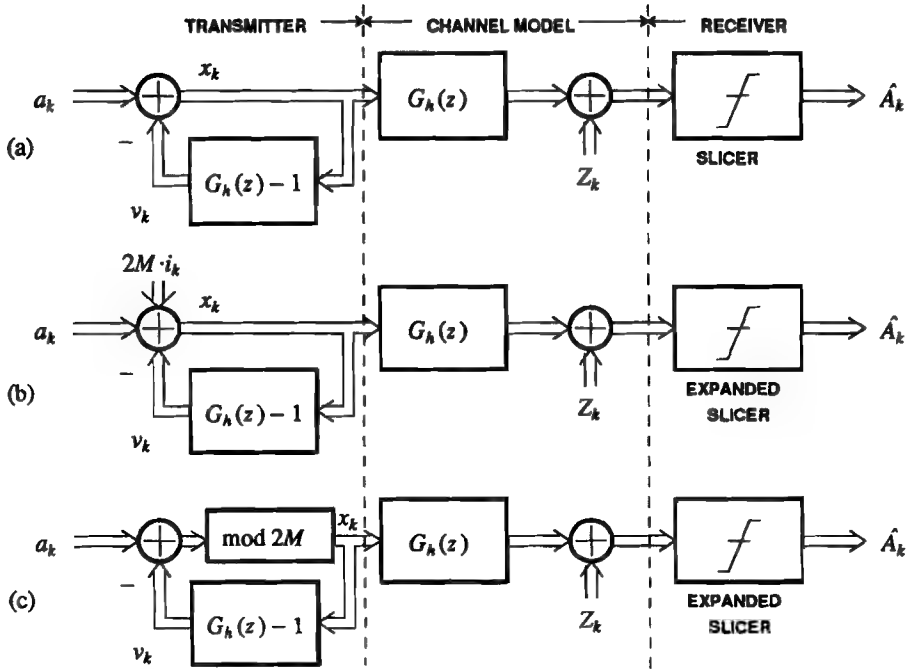 TRANSMITTER CHANNEL MODEL RECEIVER
(a)
a_k
x_k
G_h(z)
Â_k
−
G_h(z) − 1
v_k
Z_k
SLICER
(b)
2M·i_k
a_k
x_k
G_h(z)
Â_k
−
G_h(z) − 1
v_k
Z_k
EXPANDED
SLICER
(c)
a_k
mod 2M
x_k
G_h(z)
Â_k
−
G_h(z) − 1
v_k
Z_k
EXPANDED
SLICER